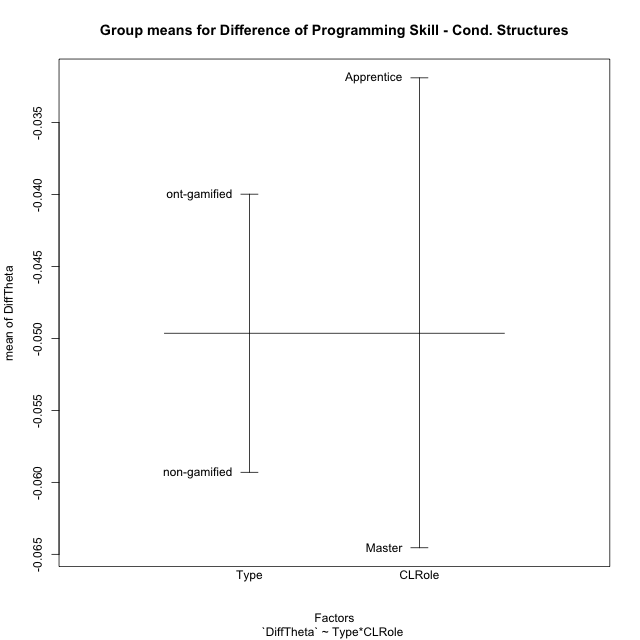 Group means for Difference of Programming Skill - Cond. Structures
Apprentice
-0.035
ont-gamified
-0.040
-0.045
mean of DiffTheta
-0.050
-0.055
non-gamified
-0.060
Master
-0.065
Type CLRole
Factors
`DiffTheta` ~ Type*CLRole